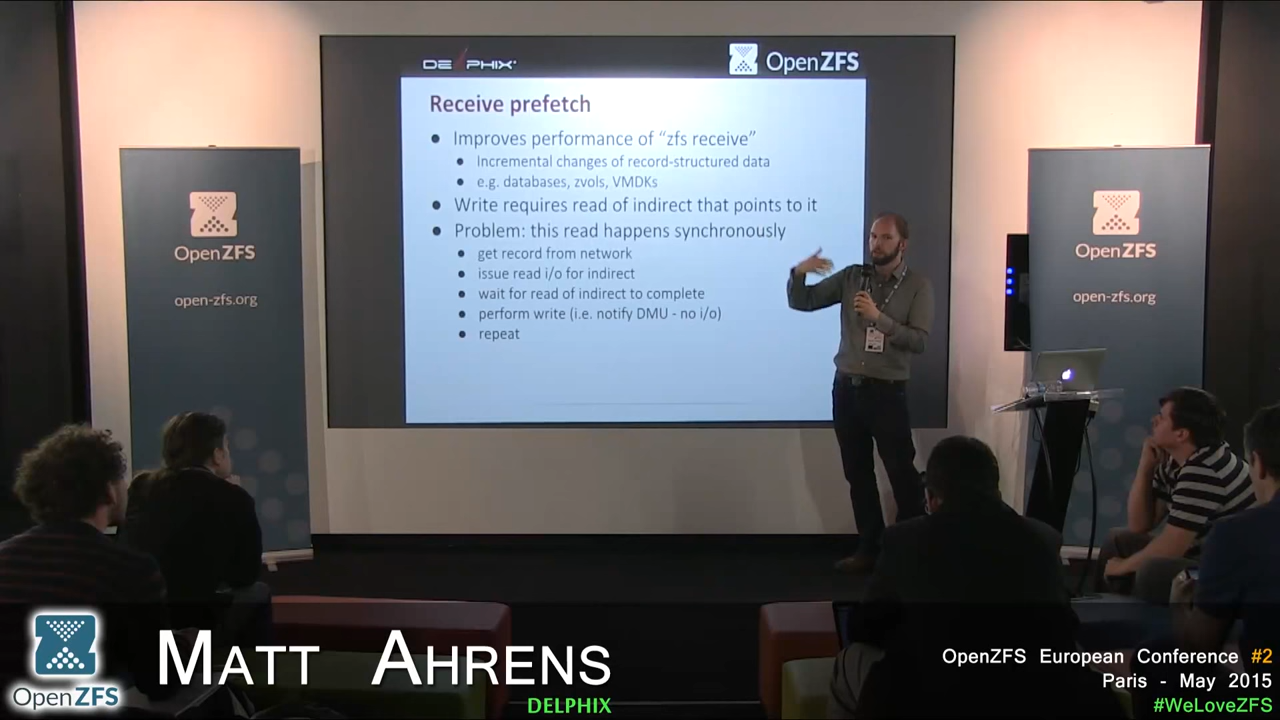 DELPHIX
OpenZFS
Receive prefetch
Improves performance of “zfs receive”
Incremental changes of record-structured data
e.g. databases, zvols, VMDKs
Write requires read of indirect that points to it
Problem: this read happens synchronously
get record from network
issue read i/o for indirect
wait for read of indirect to complete
perform write (i.e. notify DMU - no i/o)
repeat
OpenZFS
open-zfs.org
OpenZFS
open-zfs.org
OpenZFS
MATT AHRENS
DELPHIX
OpenZFS European Conference #2
Paris - May 2015
#WeLoveZFS